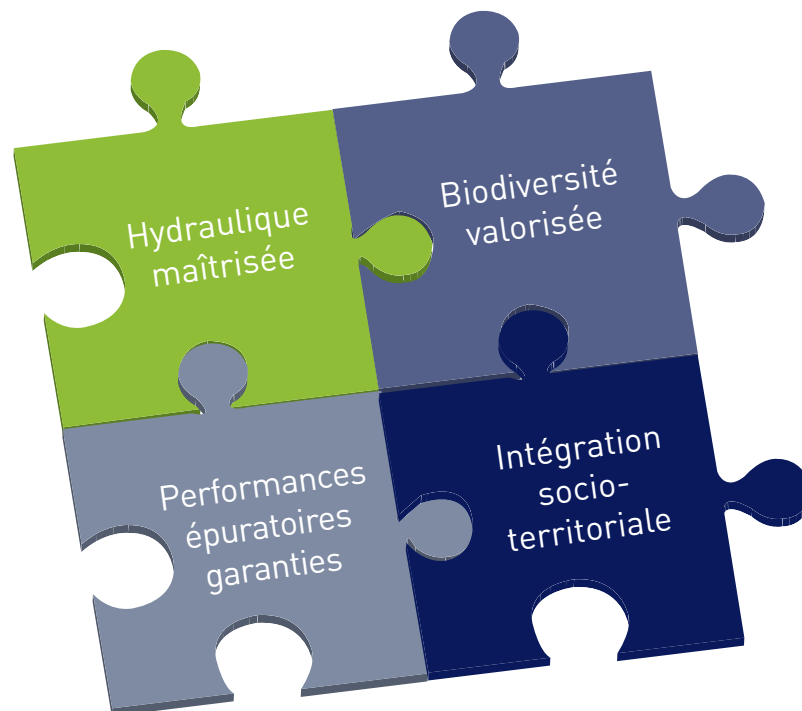 Hydraulique
maîtrisée
Biodiversité
valorisée
Performances
épuratoires
garanties
Intégration
socio-
territoriale